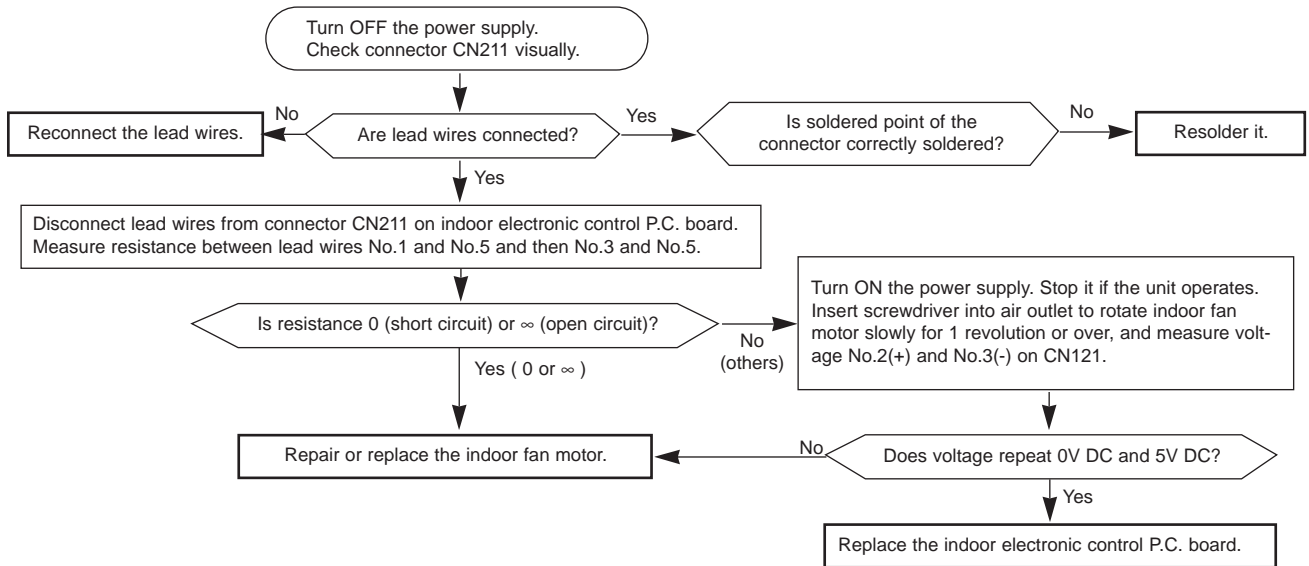 Turn OFF the power supply.
Check connector CN211 visually.
No
Yes
No
Reconnect the lead wires.
Are lead wires connected?
Is soldered point of the
connector correctly soldered?
Resolder it.
Yes
Disconnect lead wires from connector CN211 on indoor electronic control P.C. board.
Measure resistance between lead wires No.1 and No.5 and then No.3 and No.5.
Turn ON the power supply. Stop it if the unit operates.
Insert screwdriver into air outlet to rotate indoor fan
motor slowly for 1 revolution or over, and measure volt-
age No.2(+) and No.3(-) on CN121.
Is resistance 0 (short circuit) or ∞ (open circuit)?
No
(others)
Yes ( 0 or ∞ )
Repair or replace the indoor fan motor.
No
Does voltage repeat 0V DC and 5V DC?
Yes
Replace the indoor electronic control P.C. board.